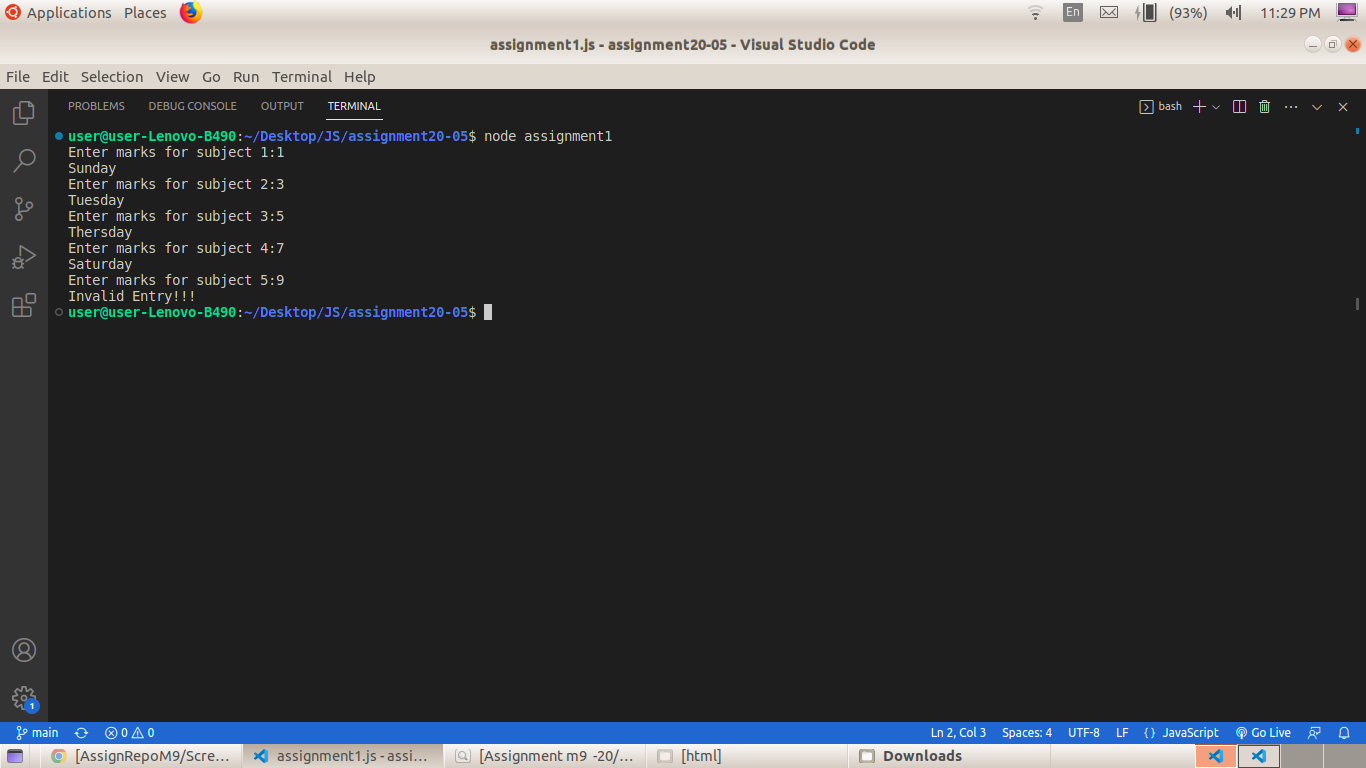 Applications Places En (93%) 11:29 PM
assignment1.js - assignment20-05 - Visual Studio Code
File Edit Selection View Go Run Terminal Help
PROBLEMS DEBUG CONSOLE OUTPUT TERMINAL bash
user@user-Lenovo-B490:~/Desktop/JS/assignment20-05$ node assignment1
Enter marks for subject 1:1
Sunday
Enter marks for subject 2:3
Tuesday
Enter marks for subject 3:5
Thersday
Enter marks for subject 4:7
Saturday
Enter marks for subject 5:9
Invalid Entry!!!
user@user-Lenovo-B490:~/Desktop/JS/assignment20-05$
1
main 0 0 Ln 2, Col 3 Spaces: 4 UTF-8 LF { } JavaScript Go Live
[AssignRepoM9/Scre... assignment1.js - assi... [Assignment m9 -20/... [html] Downloads